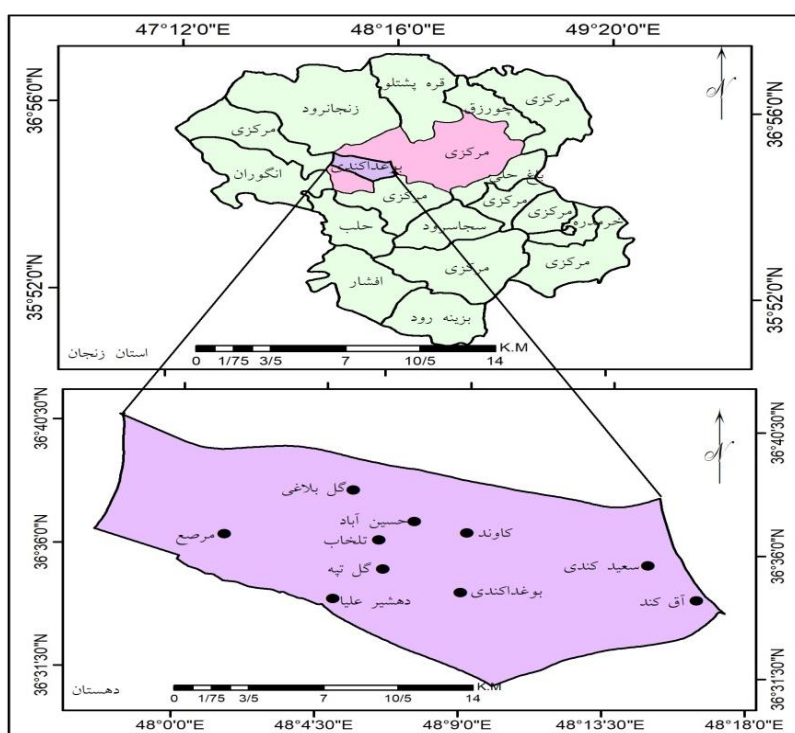 47°12'0"E
48°16'0"E
49°20'0"E
36°56'0"N
36°56'0"N
قره پشتلو
مرکزی
زنجانرود
چورزق
مرکزی
مرکزی
بوغداکندی
انگوران
باغ حلی
مرکزی
مرکزی
مرکزی
خرمدره
حلب
سجاسرود
مرکزی
مرکزی
افشار
بزینه رود
35°52'0"N
35°52'0"N
استان زنجان
0 1/75 3/5 7 10/5 14 K.M
N
36°40'30"N
36°40'30"N
گل بلاغی
حسین آباد
کاوند
مرصع
تلخاب
36°36'0"N
36°36'0"N
سعید کندی
گل تپه
بوغداکندی
دهشیر علیا
آق کند
36°31'30"N
36°31'30"N
دهستان
0 1/75 3/5 7 10/5 14 K.M
N
48°0'0"E
48°4'30"E
48°9'0"E
48°13'30"E
48°18'0"E